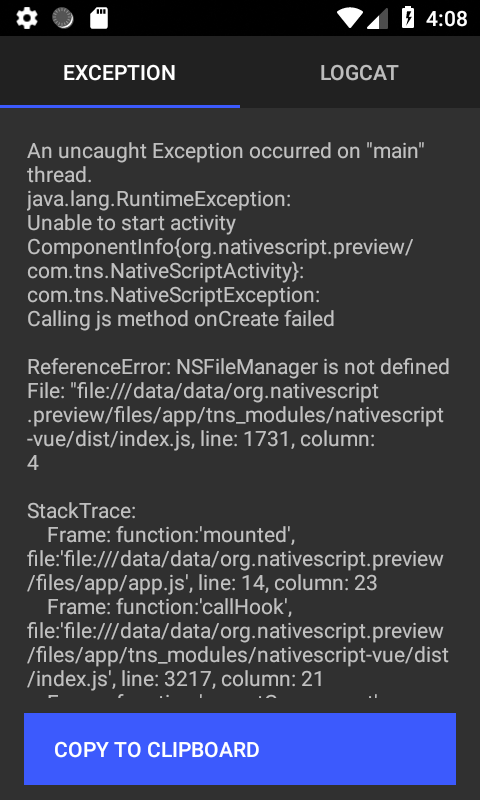 4:08
EXCEPTION
LOGCAT
An uncaught Exception occurred on "main"
thread.
java.lang.RuntimeException:
Unable to start activity
ComponentInfo{org.nativescript.preview/
com.tns.NativeScriptActivity}:
com.tns.NativeScriptException:
Calling js method onCreate failed
ReferenceError: NSFileManager is not defined
File: "file:///data/data/org.nativescript
.preview/files/app/tns_modules/nativescript
-vue/dist/index.js, line: 1731, column:
4
StackTrace:
Frame: function:'mounted',
file:'file:///data/data/org.nativescript.preview
/files/app/app.js', line: 14, column: 23
Frame: function:'callHook',
file:'file:///data/data/org.nativescript.preview
/files/app/tns_modules/nativescript-vue/dist
/index.js', line: 3217, column: 21
COPY TO CLIPBOARD